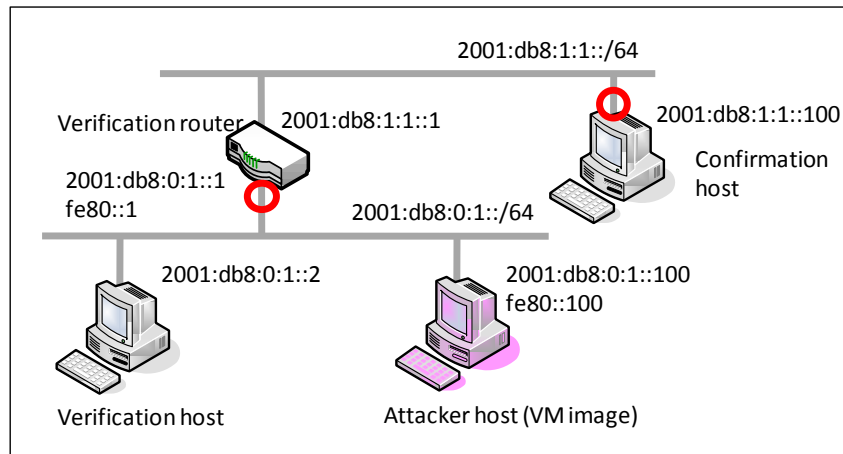 2001:db8:1:1::/64
Verification router
2001:db8:1:1::1
2001:db8:1:1::100
Confirmation
host
2001:db8:0:1::1
fe80::1
2001:db8:0:1::/64
2001:db8:0:1::2
2001:db8:0:1::100
fe80::100
Verification host
Attacker host (VM image)